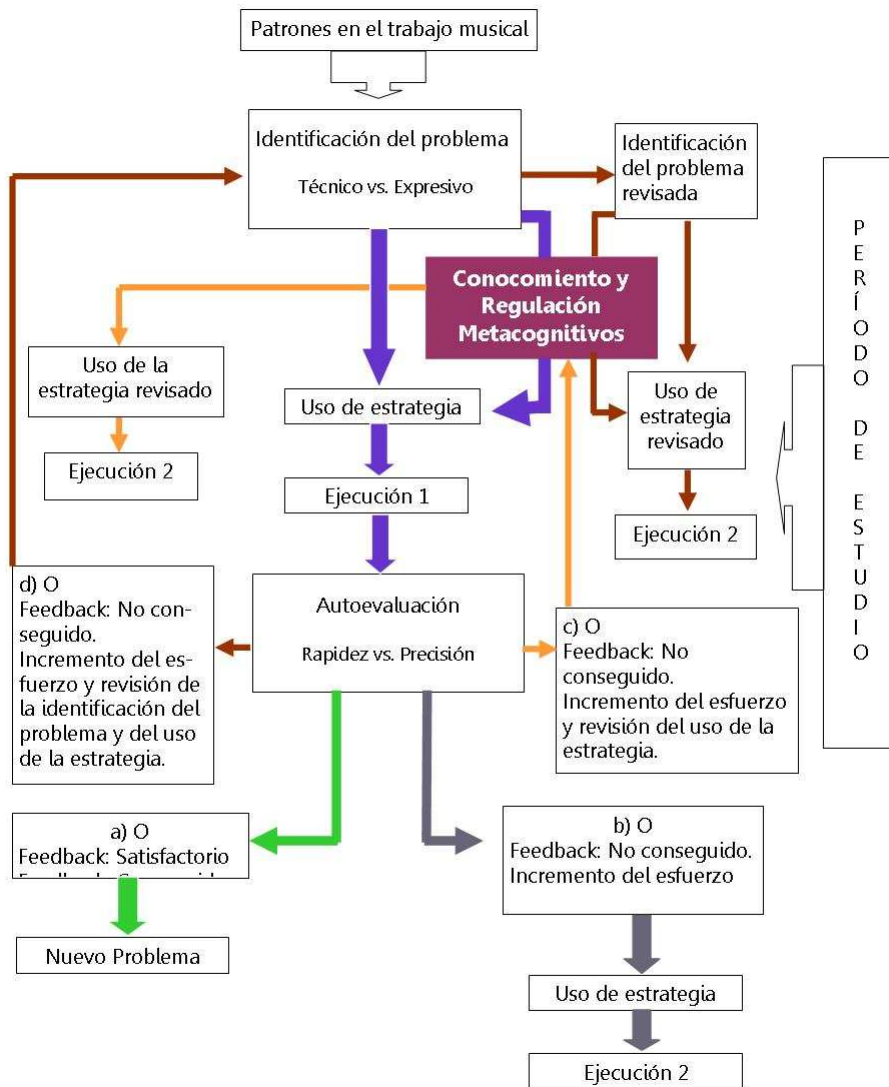 Patrones en el trabajo musical
Identificación del problema
Técnico vs. Expresivo
Identificación
del problema
revisada
Conocimiento y
Regulación
Metacognitivos
Uso de la
estrategia revisado
Ejecución 2
Uso de estrategia
Ejecución 1
Uso de
estrategia
revisado
Ejecución 2
PERÍODO DE ESTUDIO
d) O
Feedback: No con-
seguido.
Incremento del es-
fuerzo y revisión de
la identificación del
problema y del uso
de la estrategia.
Autoevaluación
Rapidez vs. Precisión
c) O
Feedback: No
conseguido.
Incremento del esfuerzo
y revisión del uso de la
estrategia.
a) O
Feedback: Satisfactorio
Nuevo Problema
b) O
Feedback: No conseguido.
Incremento del esfuerzo
Uso de estrategia
Ejecución 2